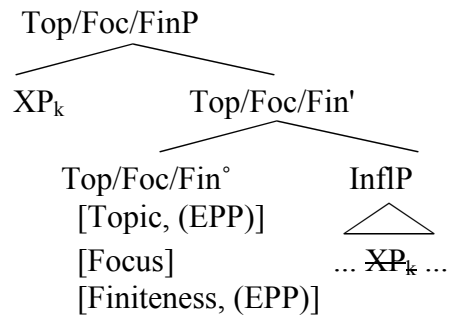 Top/Foc/FinP
XPₖ Top/Foc/Fin'
Top/Foc/Fin° InflP
[Topic, (EPP)]
[Focus] ... XPₖ ...
[Finiteness, (EPP)]